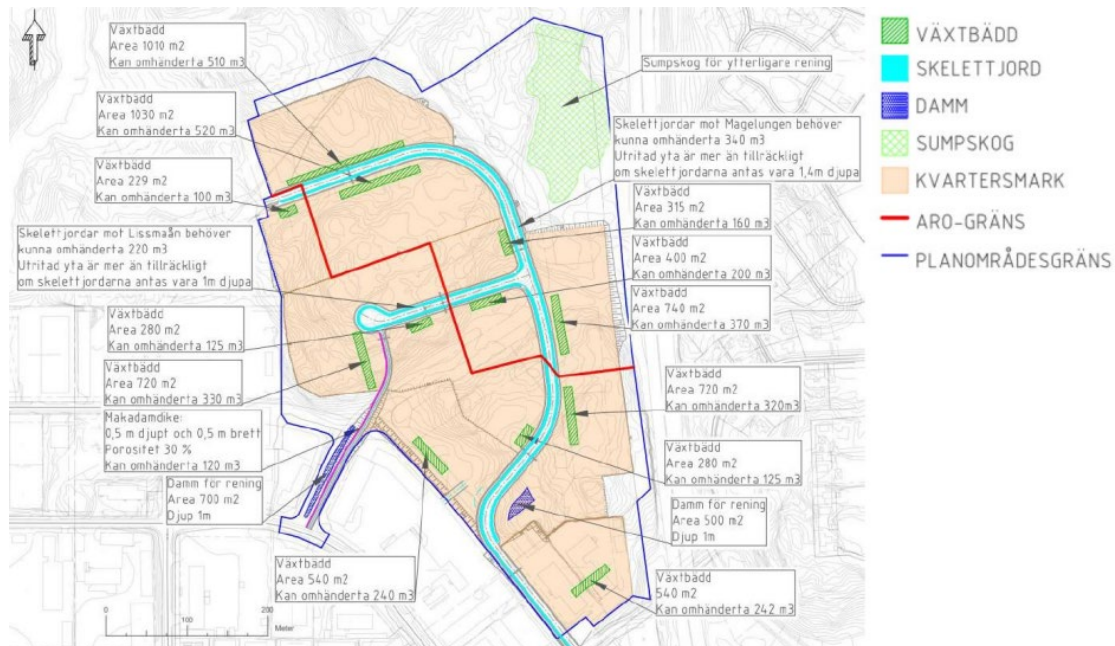 Växtbädd
Area 1010 m2
Kan omhänderta 510 m3
Växtbädd
Area 1030 m2
Kan omhänderta 520 m3
Växtbädd
Area 229 m2
Kan omhänderta 100 m3
Skelettjordar mot Lissmaån behöver
kunna omhänderta 220 m3
Utritad yta är mer än tillräckligt
om skelettjordarna antas vara 1m djupa
Växtbädd
Area 280 m2
Kan omhänderta 125 m3
Växtbädd
Area 720 m2
Kan omhänderta 330 m3
Makadamdike:
0,5 m djupt och 0,5 m brett
Porositet 30 %
Kan omhänderta 120 m3
Damm för rening
Area 700 m2
Djup 1m
Växtbädd
Area 540 m2
Kan omhänderta 240 m3
0
100
200
Meter
Sumpskog för ytterligare rening
Skelettjordar mot Magelungen behöver
kunna omhänderta 340 m3
Utritad yta är mer än tillräckligt
om skelettjordarna antas vara 1,4m djupa
Växtbädd
Area 315 m2
Kan omhänderta 160 m3
Växtbädd
Area 400 m2
Kan omhänderta 200 m3
Växtbädd
Area 740 m2
Kan omhänderta 370 m3
Växtbädd
Area 720 m2
Kan omhänderta 320m3
Växtbädd
Area 280 m2
Kan omhänderta 125 m3
Damm för rening
Area 500 m2
Djup 1m
Växtbädd
540 m2
Kan omhänderta 242 m3
VÄXTBÄDD
SKELETTJORD
DAMM
SUMPSKOG
KVARTERSMARK
ARO-GRÄNS
PLANOMRÅDESGRÄNS